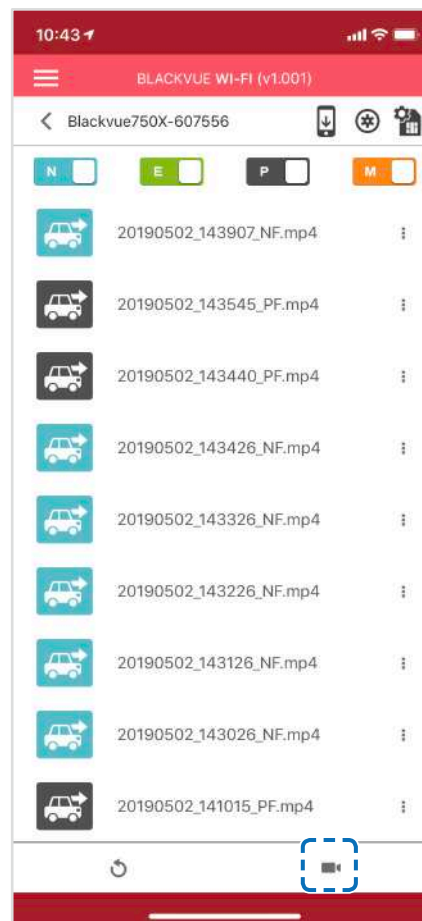 10:43
BLACKVUE WI-FI (v1.001)
Blackvue750X-607556
N E P M
20190502_143907_NF.mp4
20190502_143545_PF.mp4
20190502_143440_PF.mp4
20190502_143426_NF.mp4
20190502_143326_NF.mp4
20190502_143226_NF.mp4
20190502_143126_NF.mp4
20190502_143026_NF.mp4
20190502_141015_PF.mp4